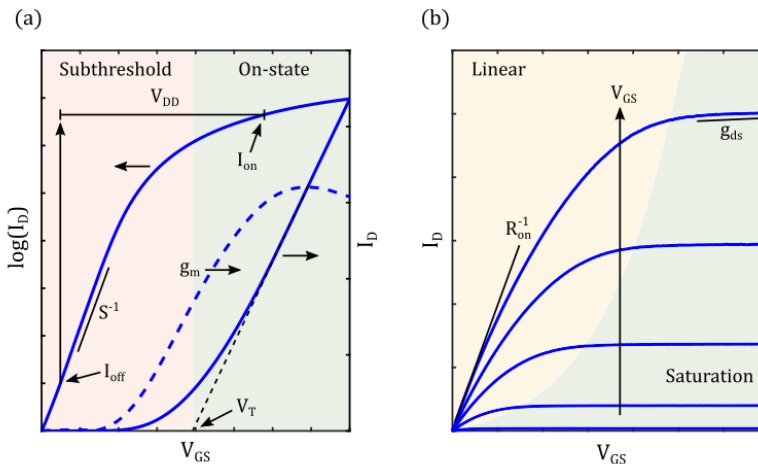 (a)
Subthreshold
On-state
V_DD
I_on
log(I_D)
I_D
g_m
S^-1
I_off
V_T
V_GS
(b)
Linear
V_GS
g_ds
I_D
R_on^-1
Saturation
V_GS